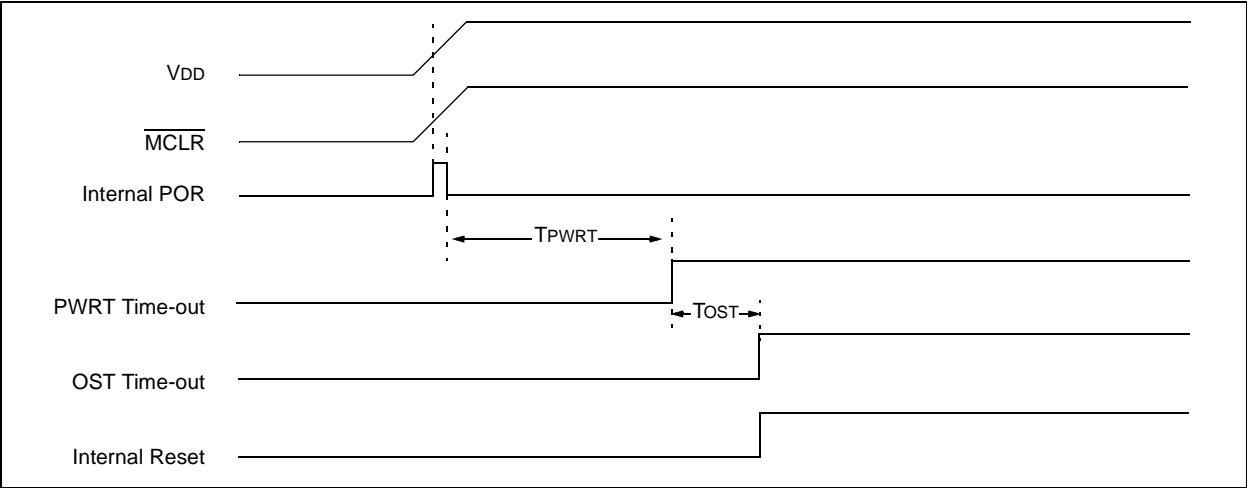 VDD
MCLR
Internal POR
TPWRT
PWRT Time-out
TOST
OST Time-out
Internal Reset